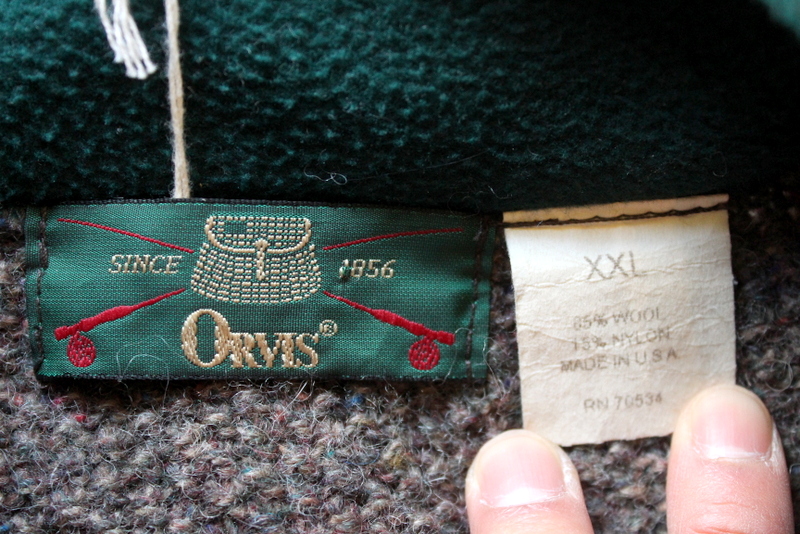 SINCE 1856
ORVIS®
XXL
85% WOOL
15% NYLON
MADE IN U.S.A.
RN 70534